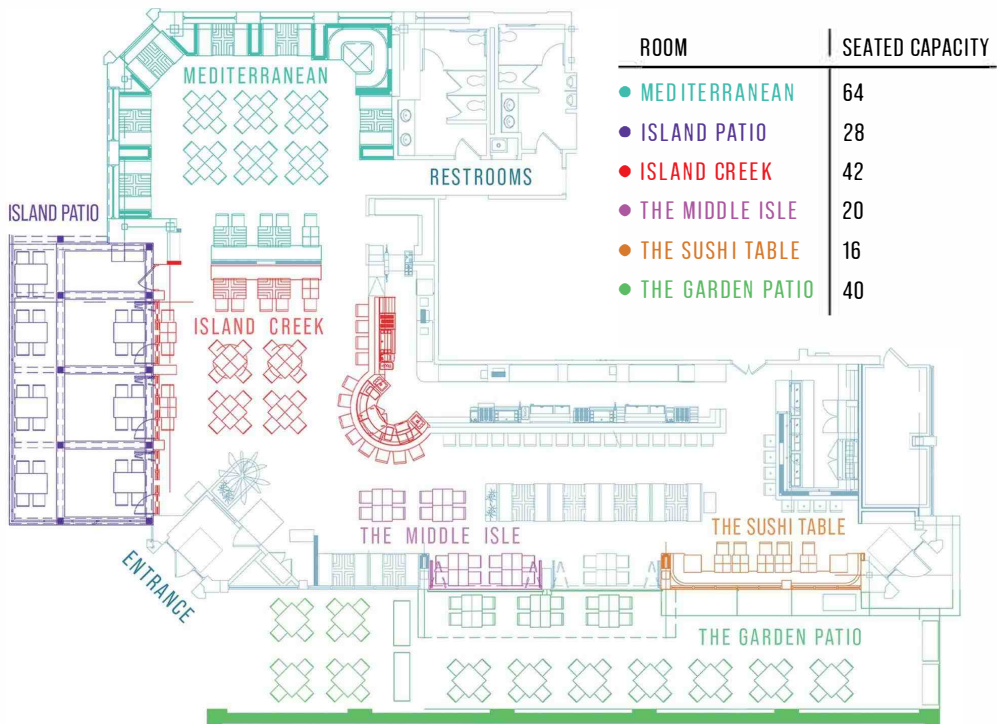 ROOM SEATED CAPACITY
MEDITERRANEAN 64
ISLAND PATIO 28
ISLAND CREEK 42
THE MIDDLE ISLE 20
THE SUSHI TABLE 16
THE GARDEN PATIO 40
MEDITERRANEAN
RESTROOMS
ISLAND PATIO
ISLAND CREEK
THE MIDDLE ISLE
THE SUSHI TABLE
ENTRANCE
THE GARDEN PATIO